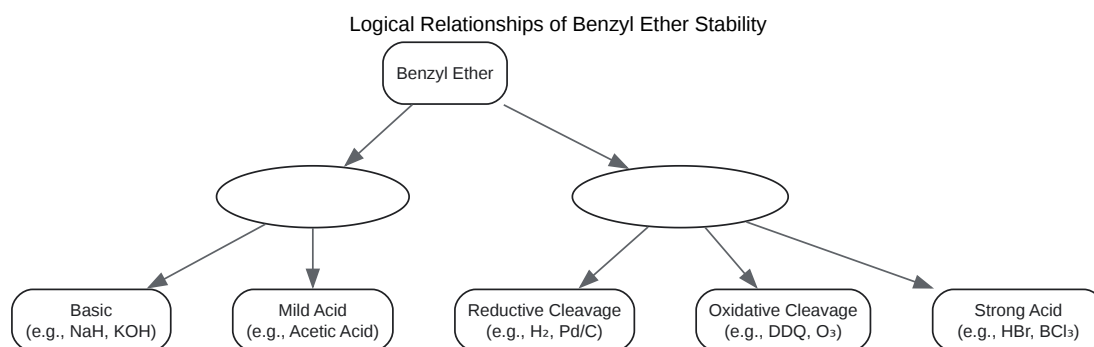 Logical Relationships of Benzyl Ether Stability
Benzyl Ether
Basic
(e.g., NaH, KOH)
Mild Acid
(e.g., Acetic Acid)
Reductive Cleavage
(e.g., H₂, Pd/C)
Oxidative Cleavage
(e.g., DDQ, O₃)
Strong Acid
(e.g., HBr, BCl₃)